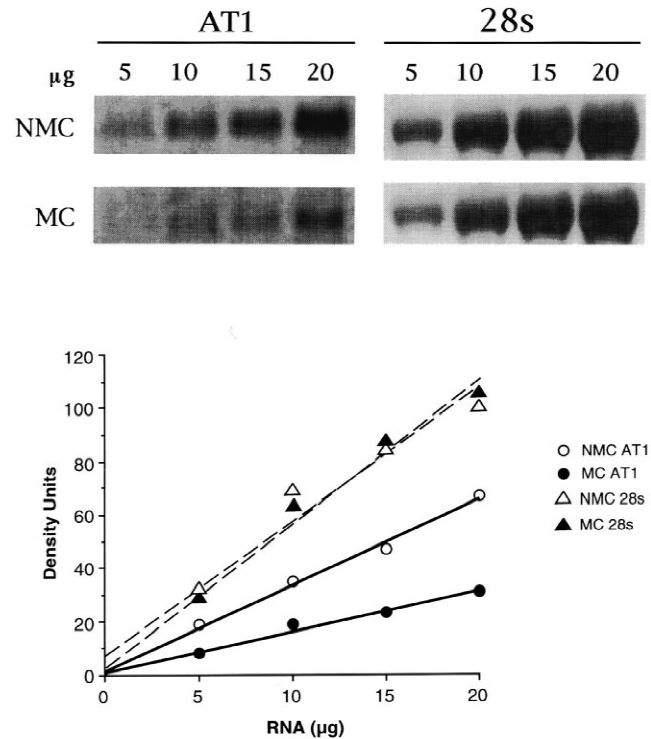 AT1 28s
µg 5 10 15 20 5 10 15 20
NMC
MC
120
100
80
60
40
20
0
Density Units
0 5 10 15 20
RNA (µg)
NMC AT1
MC AT1
NMC 28s
MC 28s